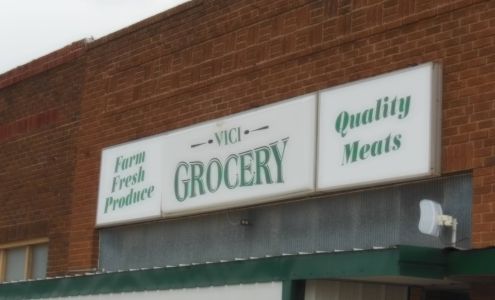 Farm
Fresh
Produce
VICI
GROCERY
Quality
Meats